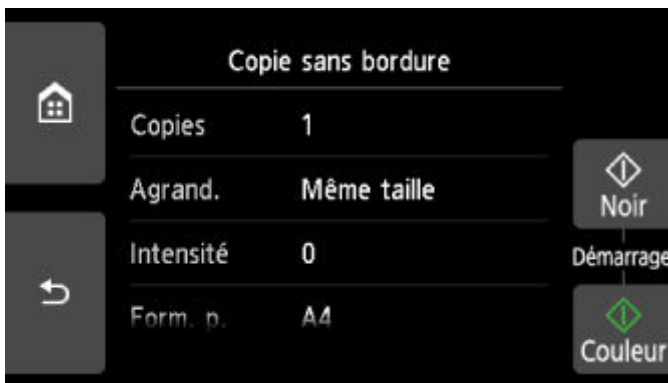 Copie sans bordure
Copies 1
Agrand. Même taille
Intensité 0
Form. p. A4
Noir
Démarrage
Couleur